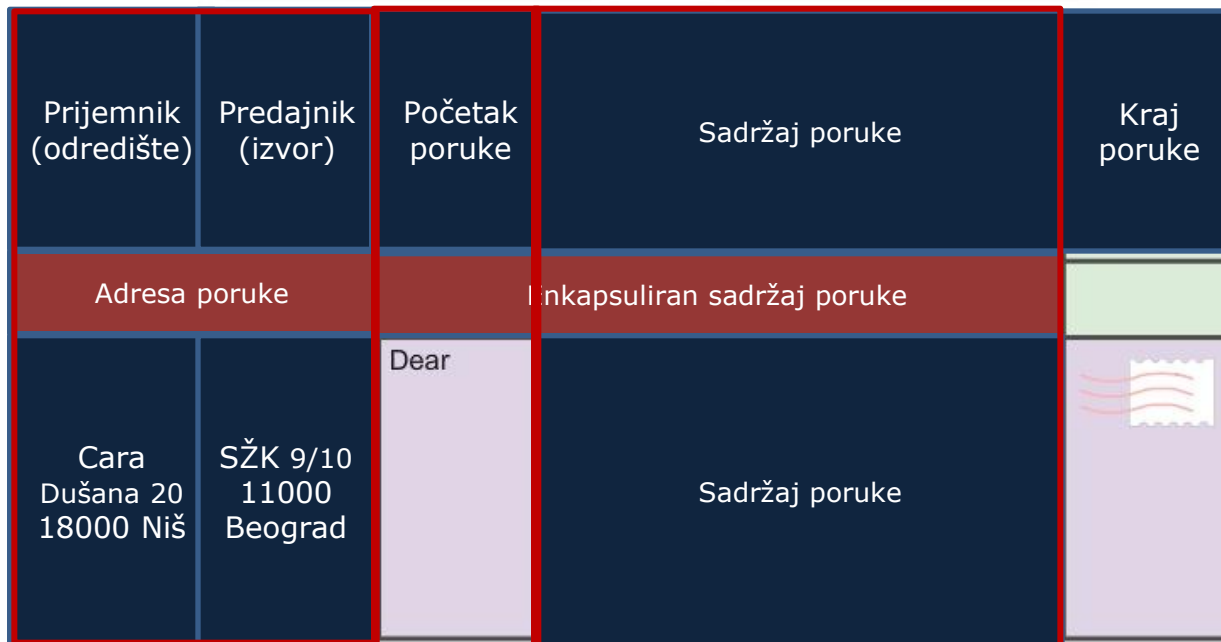 Prijemnik
(odredište)
Predajnik
(izvor)
Početak
poruke
Sadržaj poruke
Kraj
poruke
Adresa poruke
Enkapsuliran sadržaj poruke
Cara
Dušana 20
18000 Niš
SŽK 9/10
11000
Beograd
Dear
Sadržaj poruke